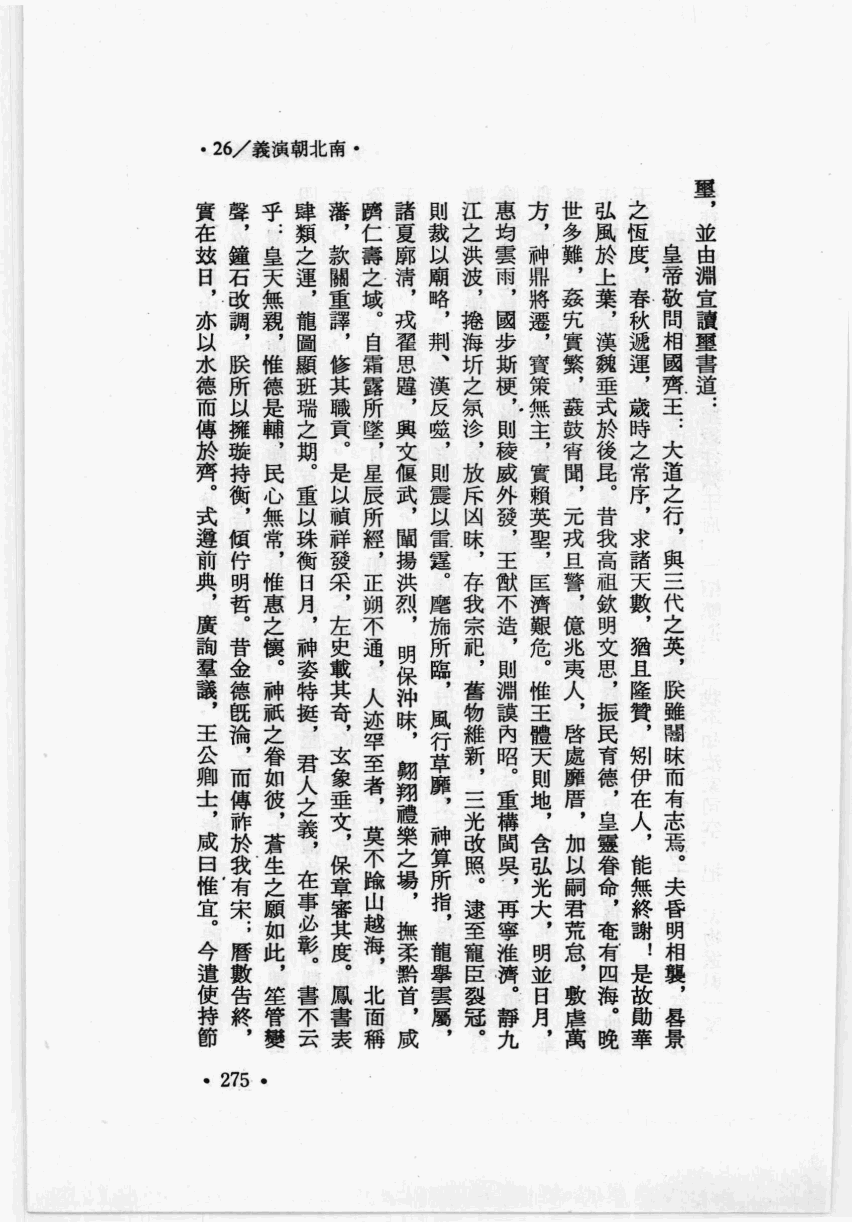 ·26／義演朝北南·
璽，並由淵宣讀璽書道：
皇帝敬問相國齊王：大道之行，與三代之英，朕雖闇昧而有志焉。夫昏明相襲，晷景
之恆度，春秋遞運，歲時之常序，求諸天數，猶且隆贊，矧伊在人，能無終謝！是故勛華
弘風於上葉，漢魏垂式於後昆。昔我高祖欽明文思，振民育德，皇靈眷命，奄有四海。晚
世多難，姦宄實繁，鼖鼓宵聞，元戎旦警，億兆夷人，啓處靡厝，加以嗣君荒怠，敷虐萬
方，神鼎將遷，寶策無主，實賴英聖，匡濟艱危。惟王體天則地，含弘光大，明並日月，
惠均雲雨，國步斯梗，則稜威外發，王猷不造，則淵謨內昭。重構閩吳，再寧淮濟。靜九
江之洪波，捲海圻之氛沴，放斥凶昧，存我宗祀，舊物維新，三光改照。逮至寵臣裂冠。
則裁以廟略，荆、漢反噬，則震以雷霆。麾旆所臨，風行草靡，神算所指，龍擧雲屬，
諸夏廓清，戎翟思韙，興文偃武，闡揚洪烈，明保沖昧，翱翔禮樂之場，撫柔黔首，咸
躋仁壽之域。自霜露所墜，星辰所經，正朔不通，人迹罕至者，莫不踰山越海，北面稱
藩，款關重譯，修其職貢。是以禎祥發采，左史載其奇，玄象垂文，保章審其度。鳳書表
肆類之運，龍圖顯班瑞之期。重以珠衡日月，神姿特挺，君人之義，在事必彰。書不云
乎：皇天無親，惟德是輔，民心無常，惟惠之懷。神祇之眷如彼，蒼生之願如此，笙管變
聲，鐘石改調，朕所以擁璇持衡，傾佇明哲。昔金德旣淪，而傳祚於我有宋；曆數告終，
實在玆日，亦以水德而傳於齊。式遵前典，廣詢羣議，王公卿士，咸曰惟宜。今遣使持節
·275·